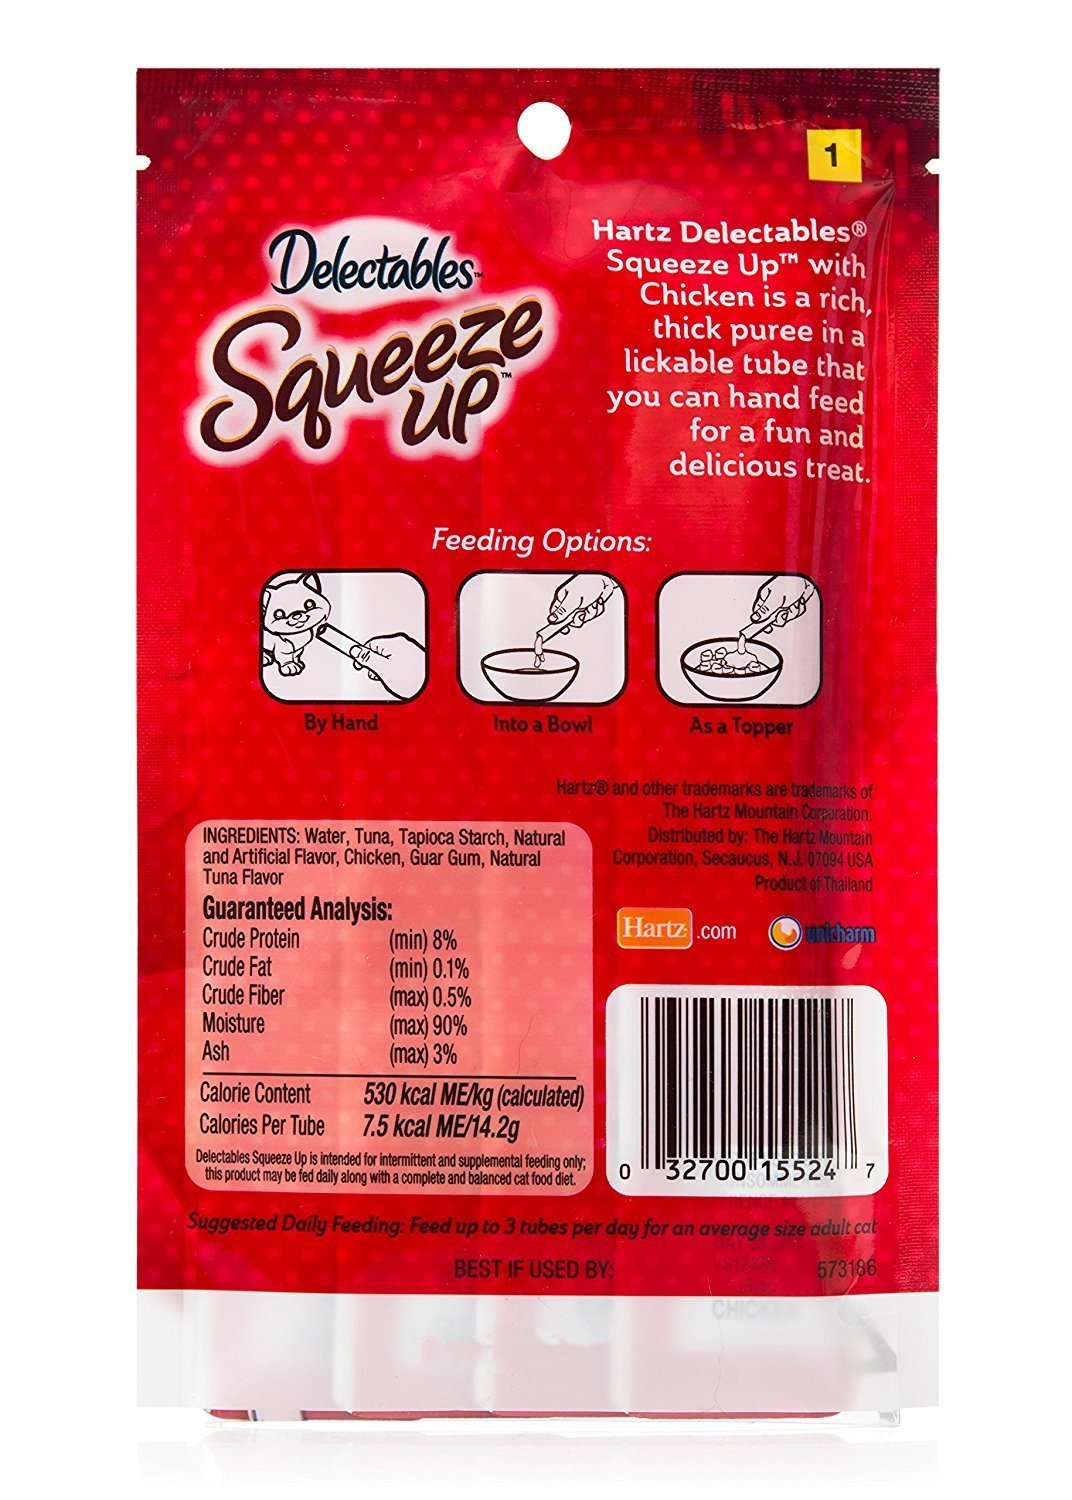 1
Delectables™
Squeeze
UP™
Hartz Delectables®
Squeeze Up™ with
Chicken is a rich,
thick puree in a
lickable tube that
you can hand feed
for a fun and
delicious treat.
Feeding Options:
By Hand
Into a Bowl
As a Topper
Hartz® and other trademarks are trademarks of
The Hartz Mountain Corporation.
Distributed by: The Hartz Mountain
Corporation, Secaucus, N.J. 07094 USA
Product of Thailand
Hartz.com
unicharm
INGREDIENTS: Water, Tuna, Tapioca Starch, Natural
and Artificial Flavor, Chicken, Guar Gum, Natural
Tuna Flavor
Guaranteed Analysis:
Crude Protein (min) 8%
Crude Fat (min) 0.1%
Crude Fiber (max) 0.5%
Moisture (max) 90%
Ash (max) 3%
Calorie Content 530 kcal ME/kg (calculated)
Calories Per Tube 7.5 kcal ME/14.2g
Delectables Squeeze Up is intended for intermittent and supplemental feeding only;
this product may be fed daily along with a complete and balanced cat food diet.
0 32700 15524 7
Suggested Daily Feeding: Feed up to 3 tubes per day for an average size adult cat
BEST IF USED BY:
573186
CHICKE